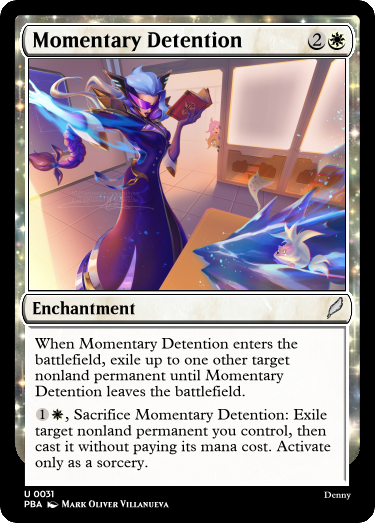 Momentary Detention 2
Enchantment
When Momentary Detention enters the
battlefield, exile up to one other target
nonland permanent until Momentary
Detention leaves the battlefield.
1 , Sacrifice Momentary Detention: Exile
target nonland permanent you control, then
cast it without paying its mana cost. Activate
only as a sorcery.
U 0031
Denny
PBA Mark Oliver Villanueva